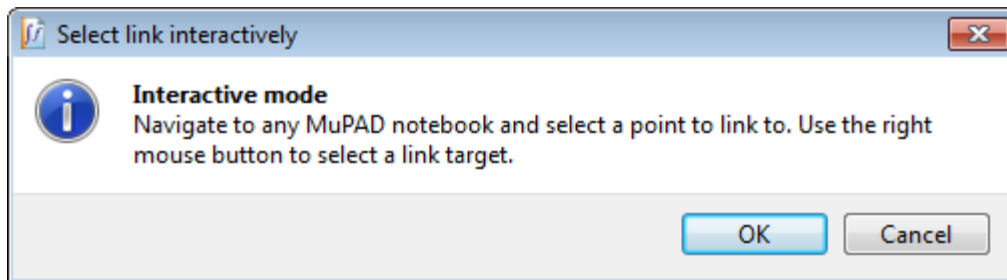 Select link interactively
Interactive mode
Navigate to any MuPAD notebook and select a point to link to. Use the right
mouse button to select a link target.
OK Cancel